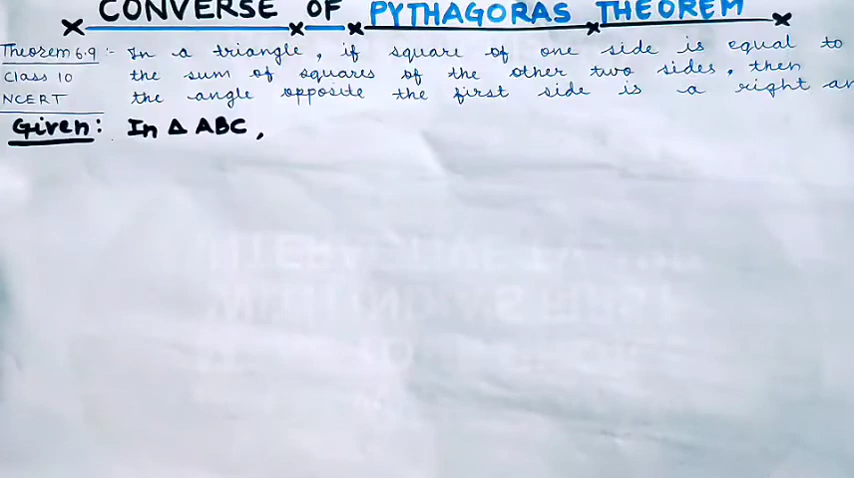 CONVERSE OF PYTHAGORAS THEOREM
Theorem 6.9 :- In a triangle, if square of one side is equal to
Class 10 the sum of squares of the other two sides, then
NCERT the angle opposite the first side is a right an
Given: In Δ ABC,